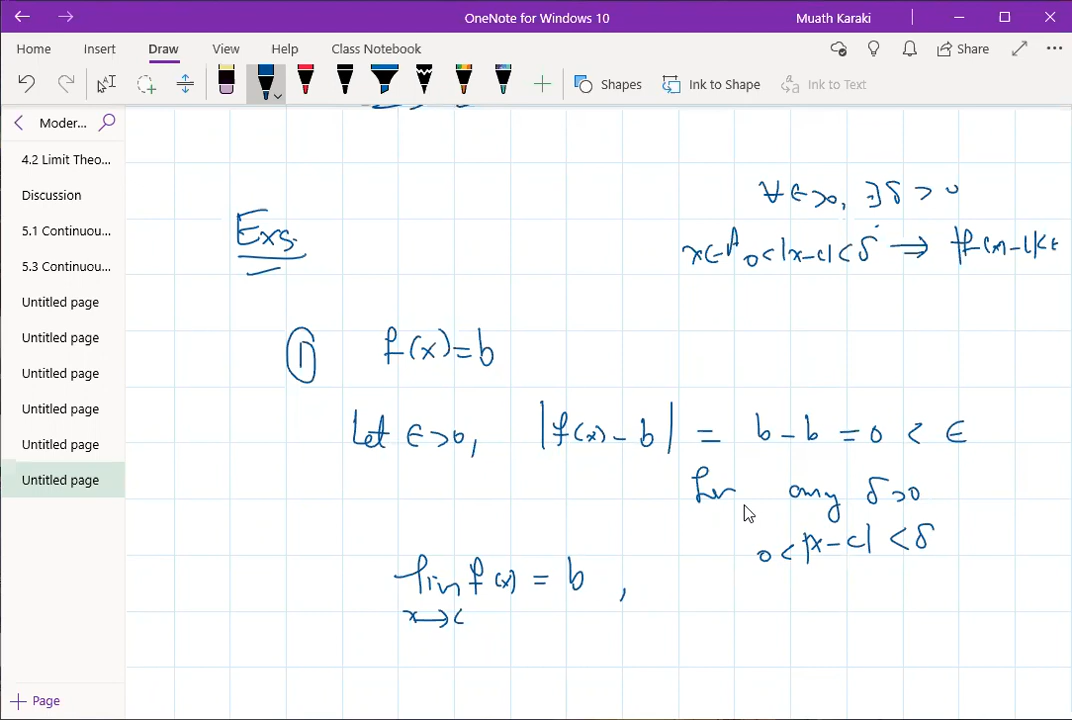 OneNote for Windows 10
Muath Karaki
Home Insert Draw View Help Class Notebook
Share
Shapes
Ink to Shape
Ink to Text
Moder...
4.2 Limit Theo...
Discussion
5.1 Continuou...
5.3 Continuou...
Untitled page
Untitled page
Untitled page
Untitled page
Untitled page
Untitled page
Page
∀ ε>0, ∃ δ > 0
Exs.
x∈A 0<|x-c|<δ ⟹ |f(x)-L|<ε
① f(x)=b
Let ε>0, |f(x)-b| = b-b = 0 < ε
for any δ>0
0<|x-c|<δ
lim f(x) = b ,
x→c